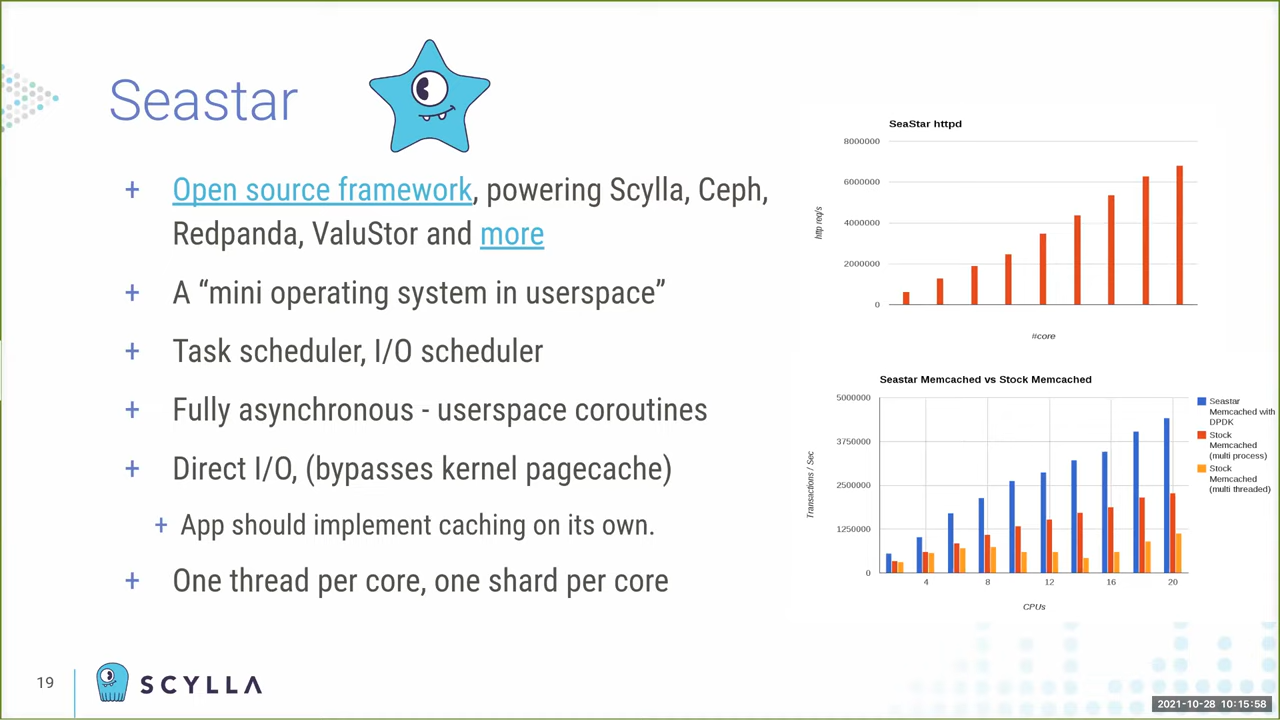 Seastar
+ Open source framework, powering Scylla, Ceph,
Redpanda, ValuStor and more
+ A “mini operating system in userspace”
+ Task scheduler, I/O scheduler
+ Fully asynchronous - userspace coroutines
+ Direct I/O, (bypasses kernel pagecache)
+ App should implement caching on its own.
+ One thread per core, one shard per core
SeaStar httpd
8000000
6000000
4000000
2000000
0
http req/s
#core
Seastar Memcached vs Stock Memcached
5000000
3750000
2500000
1250000
0
Transactions / Sec
4 8 12 16 20
CPUs
Seastar
Memcached with
DPDK
Stock
Memcached
(multi process)
Stock
Memcached
(multi threaded)
19
SCYLLA
2021-10-28 10:15:58